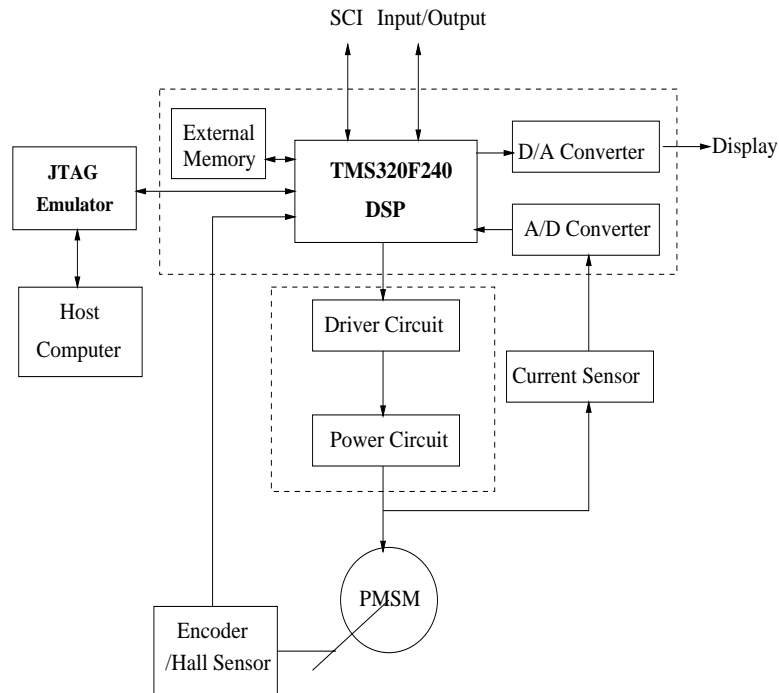 SCI Input/Output
External
Memory
TMS320F240
DSP
D/A Converter
Display
JTAG
Emulator
A/D Converter
Host
Computer
Driver Circuit
Current Sensor
Power Circuit
PMSM
Encoder
/Hall Sensor